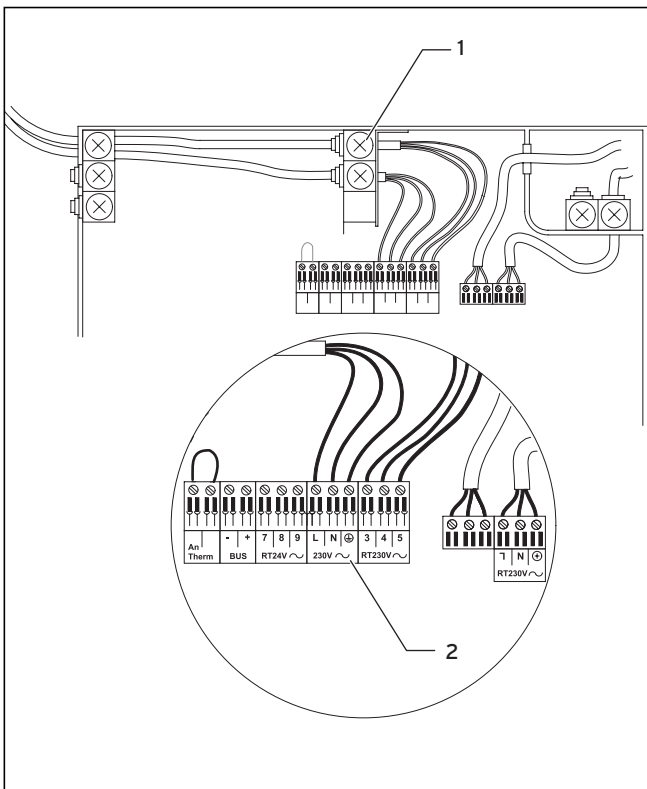 1
An
Therm
- +
BUS
7 8 9
RT24V ~
L N ⏚
230V ~
3 4 5
RT230V ~
L N ⏚
RT230V ~
2